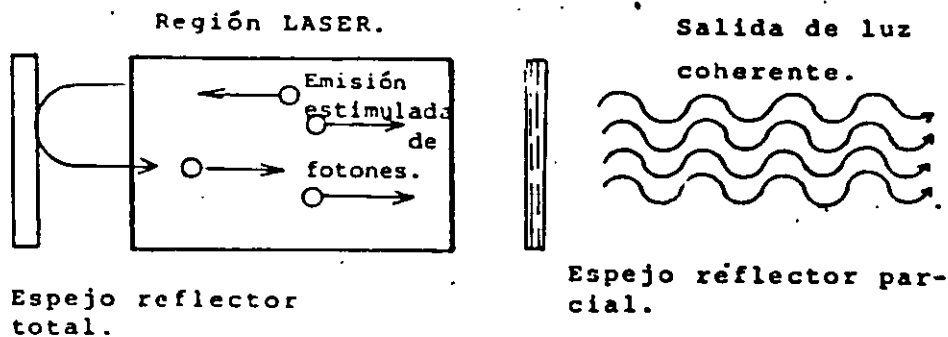 Región LASER.
Salida de luz
coherente.
Emisión
estimulada
de
fotones.
Espejo reflector
total.
Espejo reflector par-
cial.